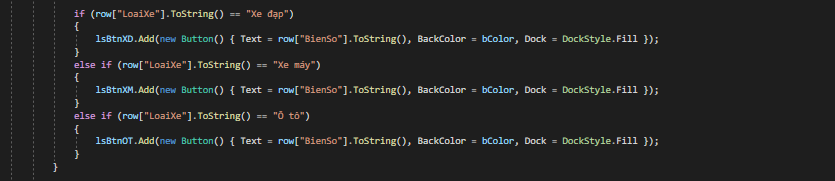 if (row["LoaiXe"].ToString() == "Xe đạp")
{
lsBtnXD.Add(new Button() { Text = row["BienSo"].ToString(), BackColor = bColor, Dock = DockStyle.Fill });
}
else if (row["LoaiXe"].ToString() == "Xe máy")
{
lsBtnXM.Add(new Button() { Text = row["BienSo"].ToString(), BackColor = bColor, Dock = DockStyle.Fill });
}
else if (row["LoaiXe"].ToString() == "Ô tô")
{
lsBtnOT.Add(new Button() { Text = row["BienSo"].ToString(), BackColor = bColor, Dock = DockStyle.Fill });
}
}